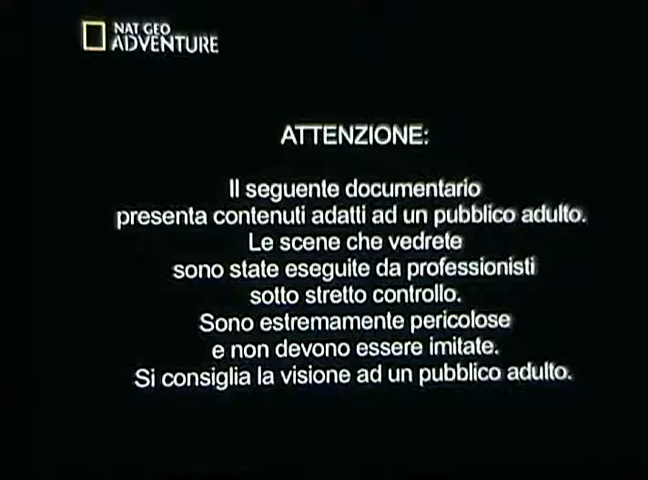 NAT GEO
ADVENTURE
ATTENZIONE:
Il seguente documentario
presenta contenuti adatti ad un pubblico adulto.
Le scene che vedrete
sono state eseguite da professionisti
sotto stretto controllo.
Sono estremamente pericolose
e non devono essere imitate.
Si consiglia la visione ad un pubblico adulto.